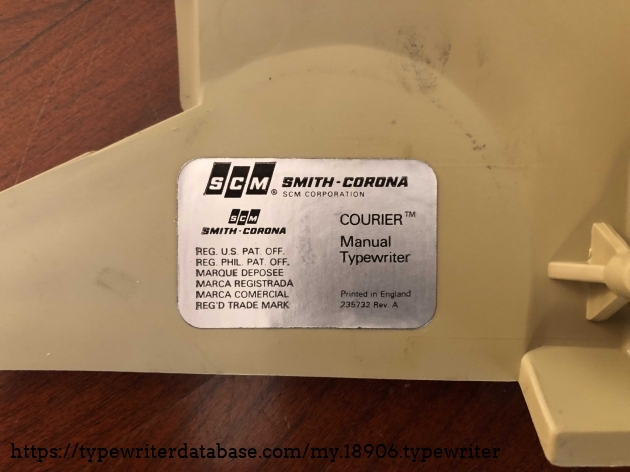 SCM® SMITH-CORONA
SCM CORPORATION
SCM
SMITH-CORONA
REG. U.S. PAT. OFF.
REG. PHIL. PAT. OFF.
MARQUE DEPOSEE
MARCA REGISTRADA
MARCA COMERCIAL
REG'D TRADE MARK
COURIER™
Manual
Typewriter
Printed in England
235732 Rev. A
https://typewriterdatabase.com/my.18906.typewriter